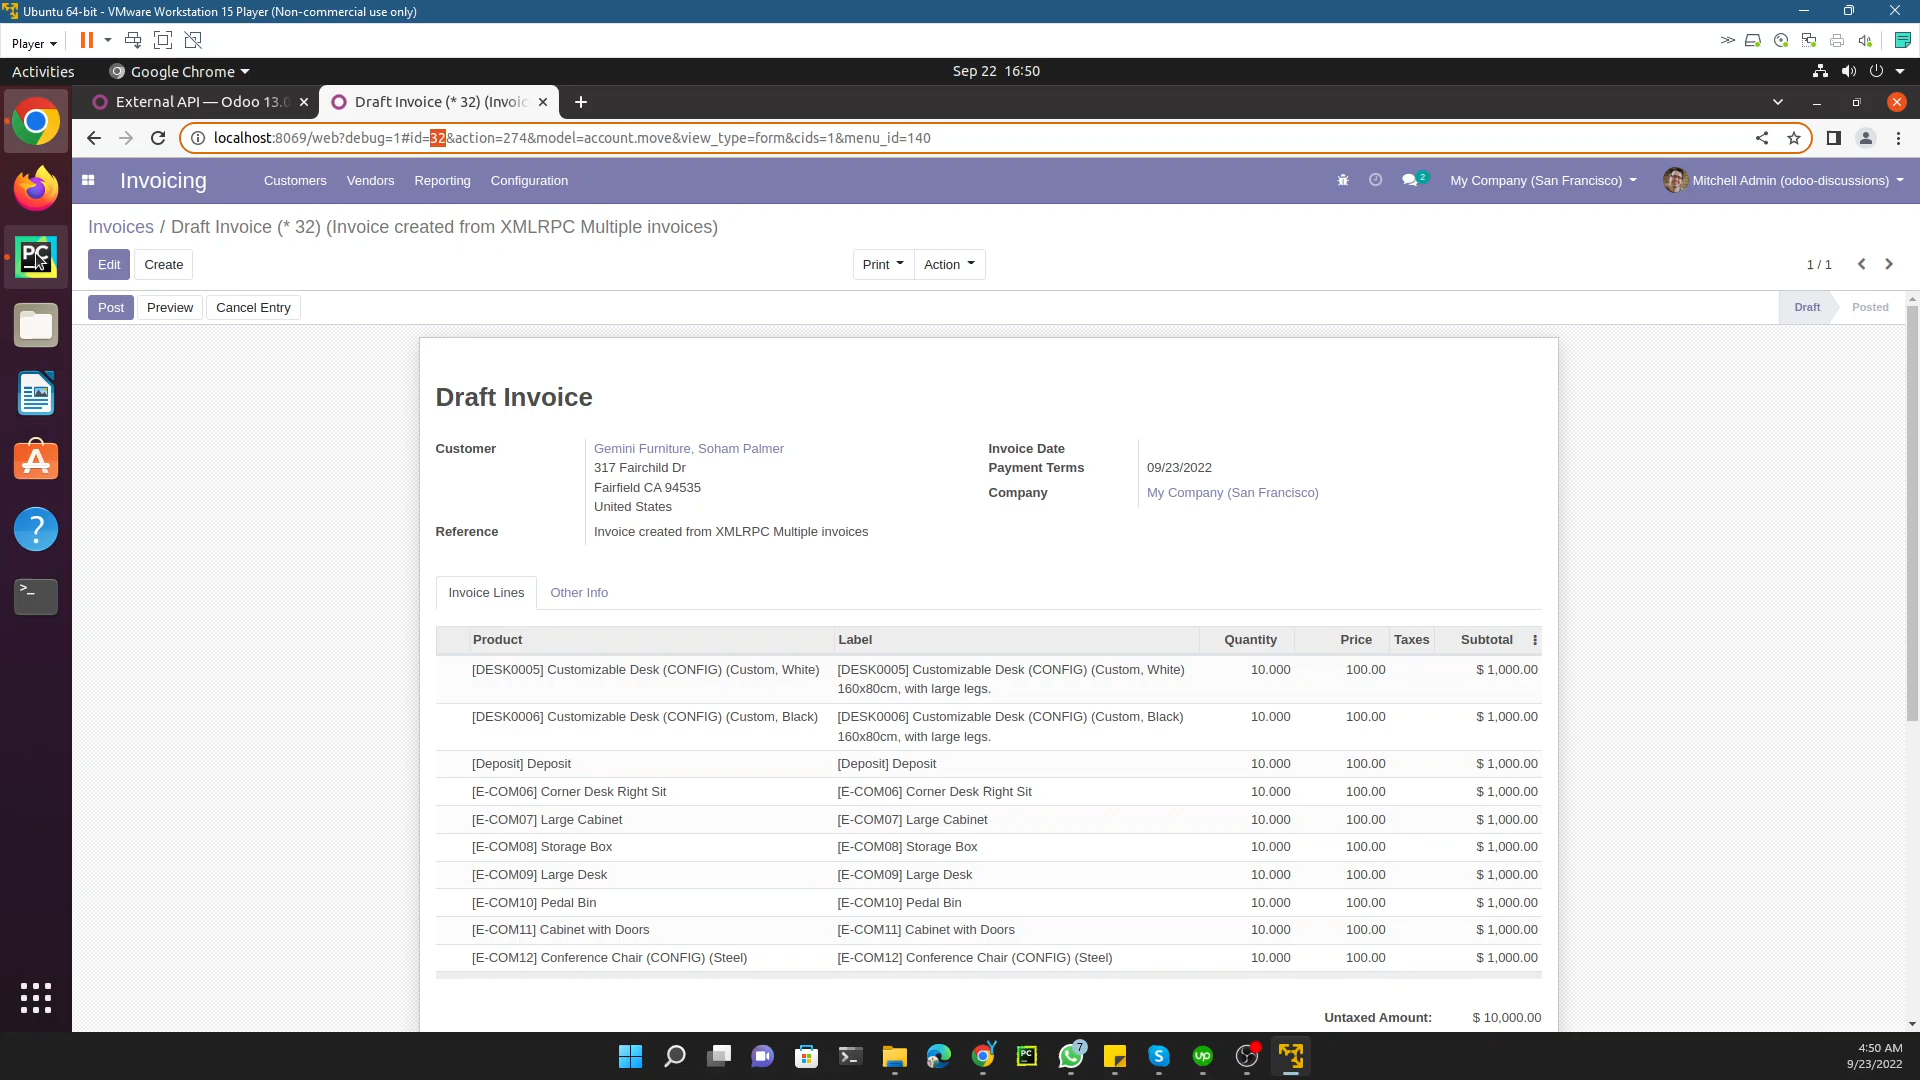 Ubuntu 64-bit - VMware Workstation 15 Player (Non-commercial use only)
Player
Activities
Google Chrome
Sep 22 16:50
External API — Odoo 13.0
Draft Invoice (* 32) (Invoic
localhost:8069/web?debug=1#id=32&action=274&model=account.move&view_type=form&cids=1&menu_id=140
Invoicing
Customers
Vendors
Reporting
Configuration
2
My Company (San Francisco)
Mitchell Admin (odoo-discussions)
Invoices / Draft Invoice (* 32) (Invoice created from XMLRPC Multiple invoices)
Edit
Create
Print
Action
1 / 1
Post
Preview
Cancel Entry
Draft
Posted
Draft Invoice
Customer
Gemini Furniture, Soham Palmer
317 Fairchild Dr
Fairfield CA 94535
United States
Reference
Invoice created from XMLRPC Multiple invoices
Invoice Date
Payment Terms
09/23/2022
Company
My Company (San Francisco)
Invoice Lines
Other Info
Product Label Quantity Price Taxes Subtotal
[DESK0005] Customizable Desk (CONFIG) (Custom, White) [DESK0005] Customizable Desk (CONFIG) (Custom, White) 10.000 100.00 $ 1,000.00
160x80cm, with large legs.
[DESK0006] Customizable Desk (CONFIG) (Custom, Black) [DESK0006] Customizable Desk (CONFIG) (Custom, Black) 10.000 100.00 $ 1,000.00
160x80cm, with large legs.
[Deposit] Deposit [Deposit] Deposit 10.000 100.00 $ 1,000.00
[E-COM06] Corner Desk Right Sit [E-COM06] Corner Desk Right Sit 10.000 100.00 $ 1,000.00
[E-COM07] Large Cabinet [E-COM07] Large Cabinet 10.000 100.00 $ 1,000.00
[E-COM08] Storage Box [E-COM08] Storage Box 10.000 100.00 $ 1,000.00
[E-COM09] Large Desk [E-COM09] Large Desk 10.000 100.00 $ 1,000.00
[E-COM10] Pedal Bin [E-COM10] Pedal Bin 10.000 100.00 $ 1,000.00
[E-COM11] Cabinet with Doors [E-COM11] Cabinet with Doors 10.000 100.00 $ 1,000.00
[E-COM12] Conference Chair (CONFIG) (Steel) [E-COM12] Conference Chair (CONFIG) (Steel) 10.000 100.00 $ 1,000.00
Untaxed Amount: $ 10,000.00
PC
7
4:50 AM
9/23/2022